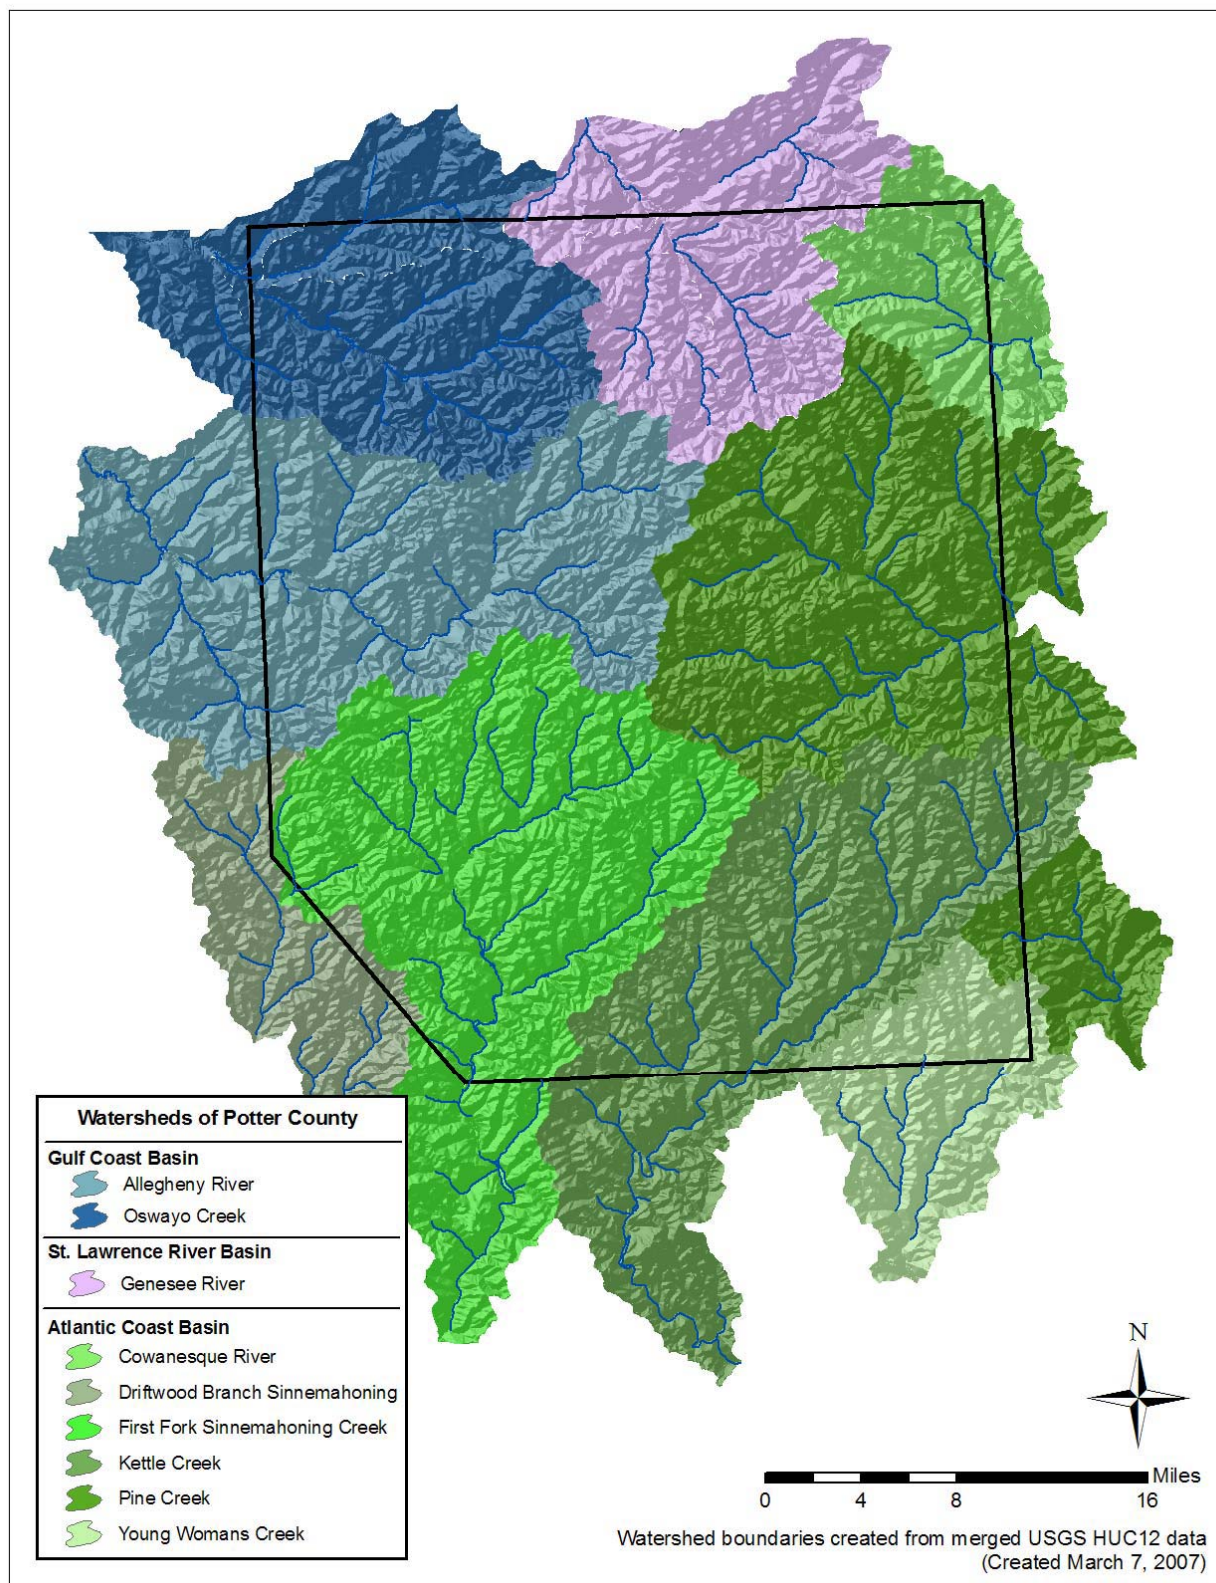 Watersheds of Potter County
Gulf Coast Basin
Allegheny River
Oswayo Creek
St. Lawrence River Basin
Genesee River
Atlantic Coast Basin
Cowanesque River
Driftwood Branch Sinnemahoning
First Fork Sinnemahoning Creek
Kettle Creek
Pine Creek
Young Womans Creek
N
Miles
0 4 8 16
Watershed boundaries created from merged USGS HUC12 data
(Created March 7, 2007)